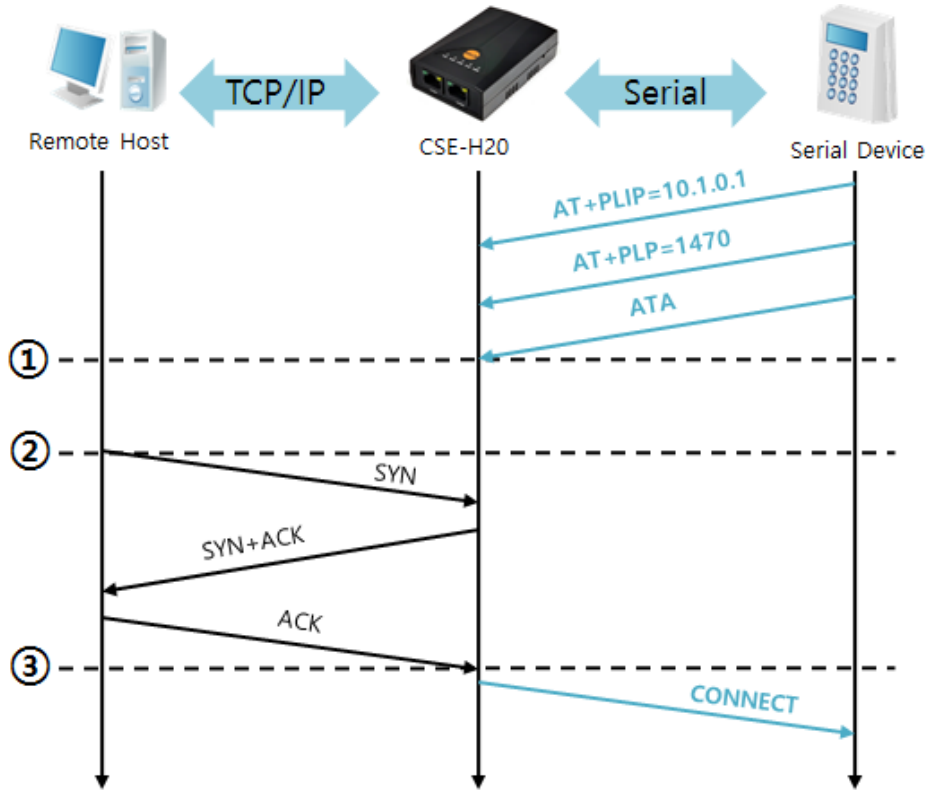 TCP/IP
Serial
Remote Host
CSE-H20
Serial Device
AT+PLIP=10.1.0.1
AT+PLP=1470
ATA
①
②
SYN
SYN+ACK
ACK
③
CONNECT